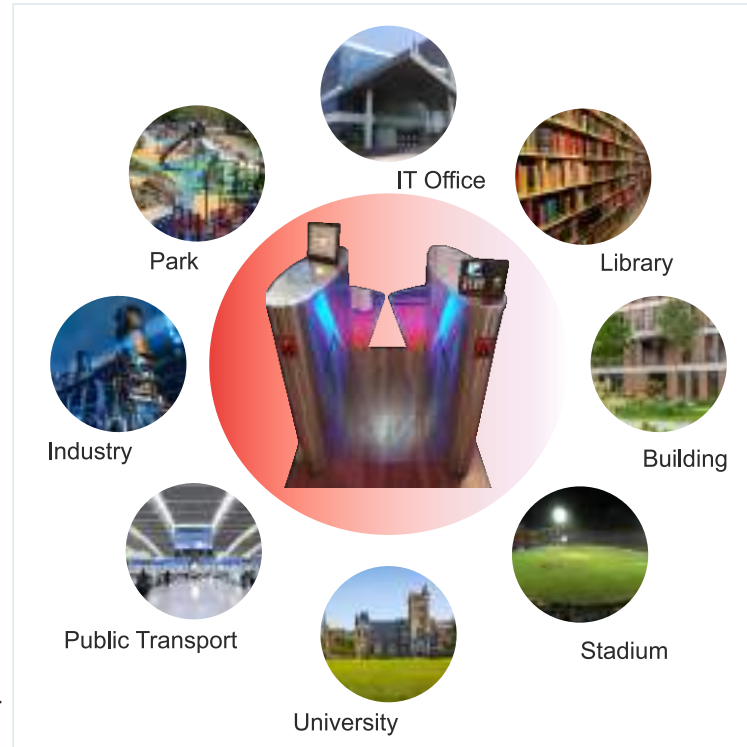 IT Office
Library
Park
Building
Industry
Stadium
Public Transport
University